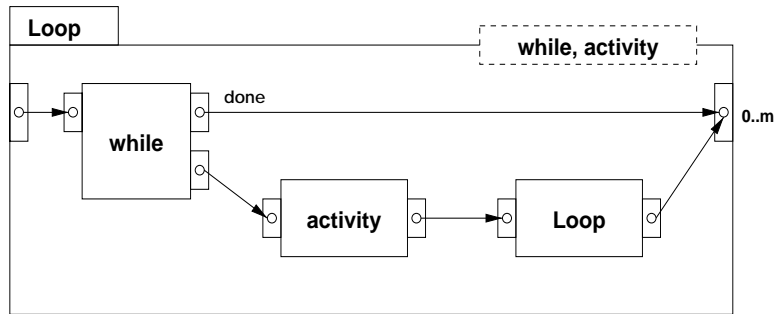 Loop
while, activity
done
0..m
while
activity
Loop